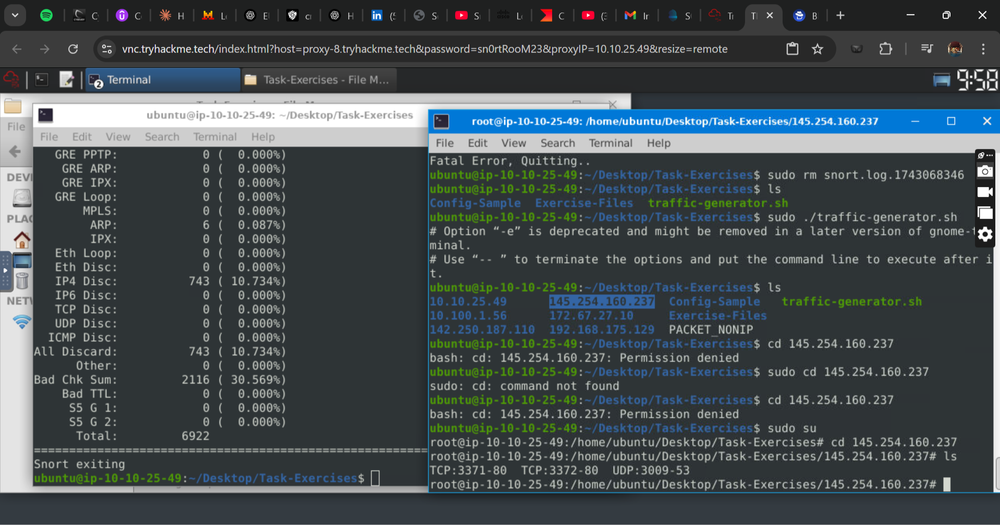 H
in
vnc.tryhackme.tech/index.html?host=proxy-8.tryhackme.tech&password=sn0rtRooM23&proxyIP=10.10.25.49&resize=remote
2 Terminal
Task-Exercises - File M...
9:58
File
DEVI
PLAC
NETW
ubuntu@ip-10-10-25-49: ~/Desktop/Task-Exercises
File Edit View Search Terminal Help
GRE PPTP: 0 ( 0.000%)
GRE ARP: 0 ( 0.000%)
GRE IPX: 0 ( 0.000%)
GRE Loop: 0 ( 0.000%)
MPLS: 0 ( 0.000%)
ARP: 6 ( 0.087%)
IPX: 0 ( 0.000%)
Eth Loop: 0 ( 0.000%)
Eth Disc: 0 ( 0.000%)
IP4 Disc: 743 ( 10.734%)
IP6 Disc: 0 ( 0.000%)
TCP Disc: 0 ( 0.000%)
UDP Disc: 0 ( 0.000%)
ICMP Disc: 0 ( 0.000%)
All Discard: 743 ( 10.734%)
Other: 0 ( 0.000%)
Bad Chk Sum: 2116 ( 30.569%)
Bad TTL: 0 ( 0.000%)
S5 G 1: 0 ( 0.000%)
S5 G 2: 0 ( 0.000%)
Total: 6922
Snort exiting
ubuntu@ip-10-10-25-49:~/Desktop/Task-Exercises$
root@ip-10-10-25-49: /home/ubuntu/Desktop/Task-Exercises/145.254.160.237
File Edit View Search Terminal Help
Fatal Error, Quitting..
ubuntu@ip-10-10-25-49:~/Desktop/Task-Exercises$ sudo rm snort.log.1743068346
ubuntu@ip-10-10-25-49:~/Desktop/Task-Exercises$ ls
Config-Sample Exercise-Files traffic-generator.sh
ubuntu@ip-10-10-25-49:~/Desktop/Task-Exercises$ sudo ./traffic-generator.sh
# Option “-e” is deprecated and might be removed in a later version of gnome-t
minal.
# Use “-- ” to terminate the options and put the command line to execute after i
t.
ubuntu@ip-10-10-25-49:~/Desktop/Task-Exercises$ ls
10.10.25.49 145.254.160.237 Config-Sample traffic-generator.sh
10.100.1.56 172.67.27.10 Exercise-Files
142.250.187.110 192.168.175.129 PACKET_NONIP
ubuntu@ip-10-10-25-49:~/Desktop/Task-Exercises$ cd 145.254.160.237
bash: cd: 145.254.160.237: Permission denied
ubuntu@ip-10-10-25-49:~/Desktop/Task-Exercises$ sudo cd 145.254.160.237
sudo: cd: command not found
ubuntu@ip-10-10-25-49:~/Desktop/Task-Exercises$ cd 145.254.160.237
bash: cd: 145.254.160.237: Permission denied
ubuntu@ip-10-10-25-49:~/Desktop/Task-Exercises$ sudo su
root@ip-10-10-25-49:/home/ubuntu/Desktop/Task-Exercises# cd 145.254.160.237
root@ip-10-10-25-49:/home/ubuntu/Desktop/Task-Exercises/145.254.160.237# ls
TCP:3371-80 TCP:3372-80 UDP:3009-53
root@ip-10-10-25-49:/home/ubuntu/Desktop/Task-Exercises/145.254.160.237#